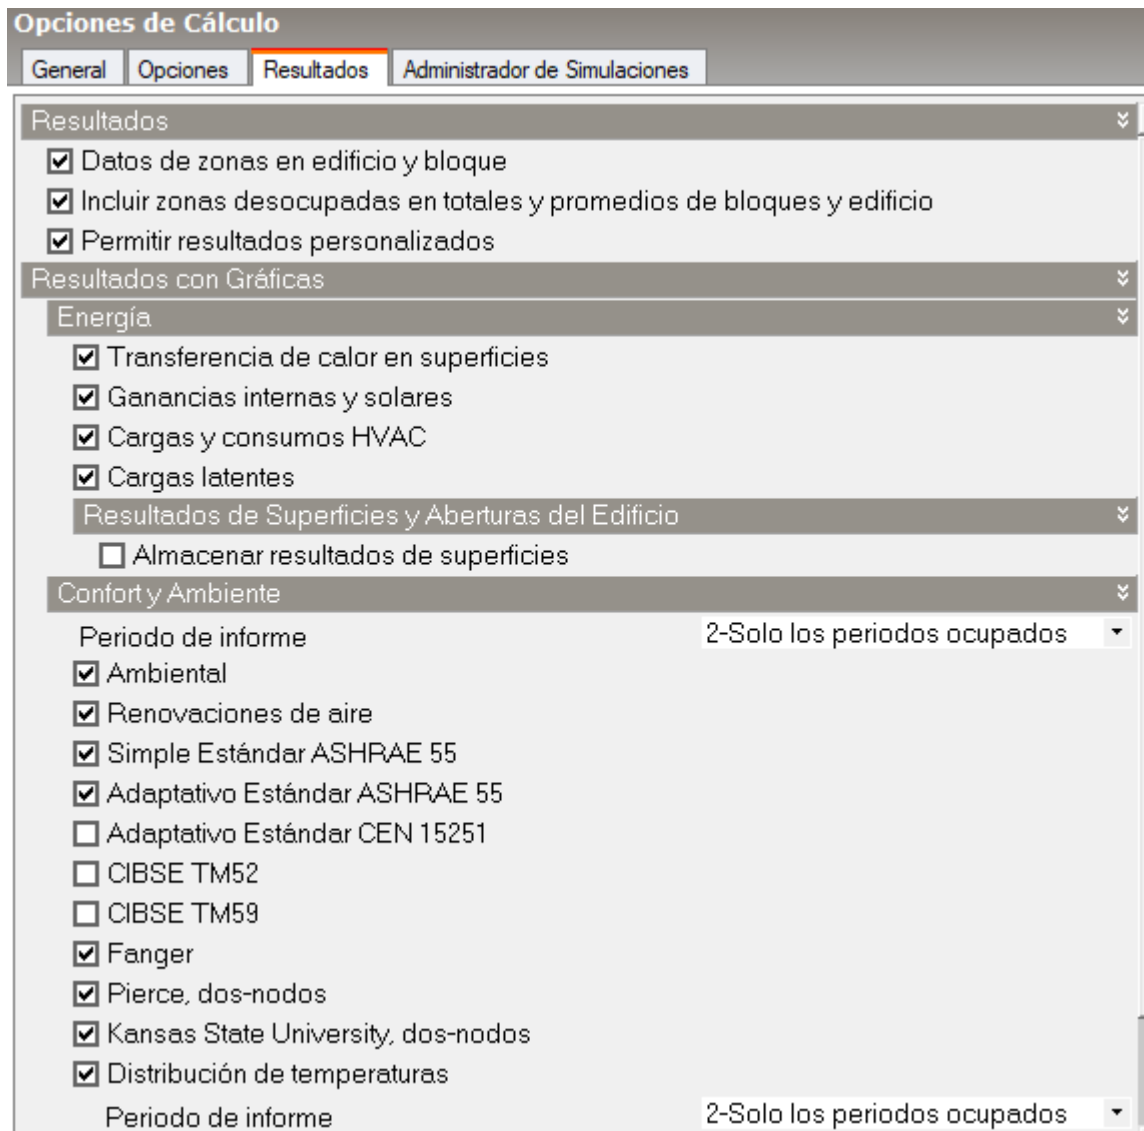 Opciones de Cálculo
General Opciones Resultados Administrador de Simulaciones
Resultados
Datos de zonas en edificio y bloque
Incluir zonas desocupadas en totales y promedios de bloques y edificio
Permitir resultados personalizados
Resultados con Gráficas
Energía
Transferencia de calor en superficies
Ganancias internas y solares
Cargas y consumos HVAC
Cargas latentes
Resultados de Superficies y Aberturas del Edificio
Almacenar resultados de superficies
Confort y Ambiente
Periodo de informe 2-Solo los periodos ocupados
Ambiental
Renovaciones de aire
Simple Estándar ASHRAE 55
Adaptativo Estándar ASHRAE 55
Adaptativo Estándar CEN 15251
CIBSE TM52
CIBSE TM59
Fanger
Pierce, dos-nodos
Kansas State University, dos-nodos
Distribución de temperaturas
Periodo de informe 2-Solo los periodos ocupados